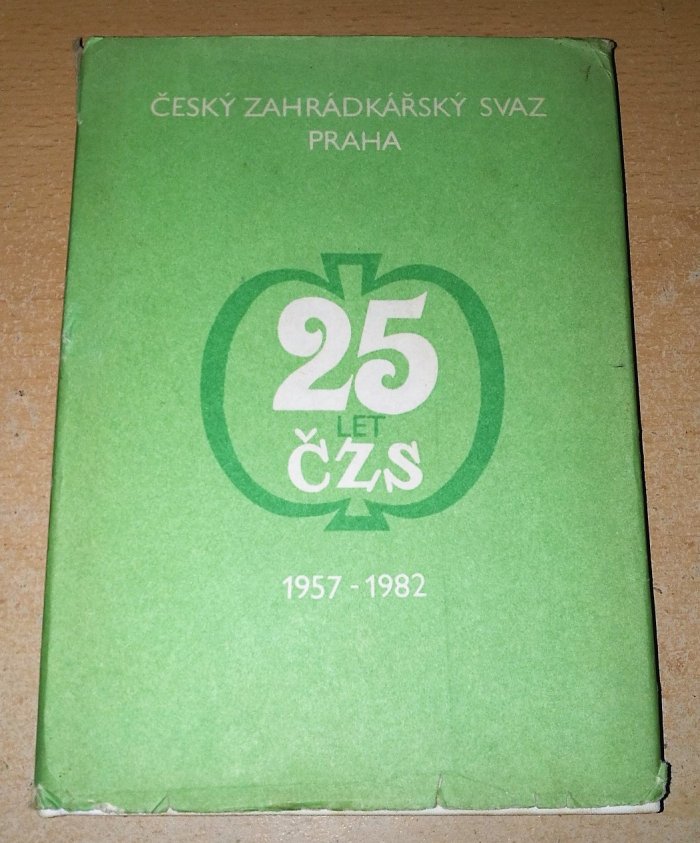 ČESKÝ ZAHRÁDKÁŘSKÝ SVAZ
PRAHA
25
LET
ČZS
1957 - 1982